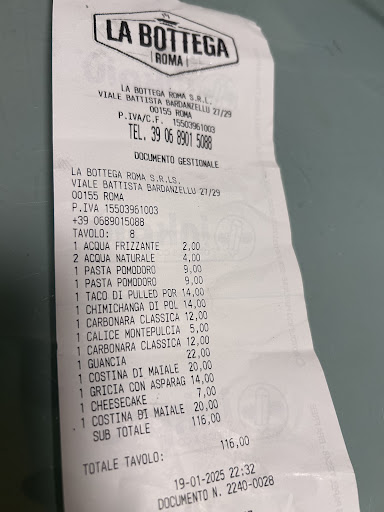 LA BOTTEGA
ROMA
LA BOTTEGA ROMA S.R.L.
VIALE BATTISTA BARDANZELLO 27/29
00155 ROMA
P.IVA/C.F. 15503961003
TEL. 39 06 8901 5088
DOCUMENTO GESTIONALE
LA BOTTEGA ROMA S.R.LS.
VIALE BATTISTA BARDANZELLU 27/29
00155 ROMA
P.IVA 15503961003
+39 0689015088
TAVOLO: 8
1 ACQUA FRIZZANTE 2,00
2 ACQUA NATURALE 4,00
1 PASTA POMODORO 9,00
1 PASTA POMODORO 9,00
1 TACO DI PULLED POR 14,00
1 CHIMICHANGA DI POL 14,00
1 CARBONARA CLASSICA 12,00
1 CALICE MONTEPULCIA 5,00
1 CARBONARA CLASSICA 12,00
1 GUANCIA 22,00
1 COSTINA DI MAIALE 20,00
1 GRICIA CON ASPARAG 14,00
1 CHEESECAKE 7,00
1 COSTINA DI MAIALE 20,00
SUB TOTALE 116,00
TOTALE TAVOLO: 116,00
19-01-2025 22:32
DOCUMENTO N. 2240-0028